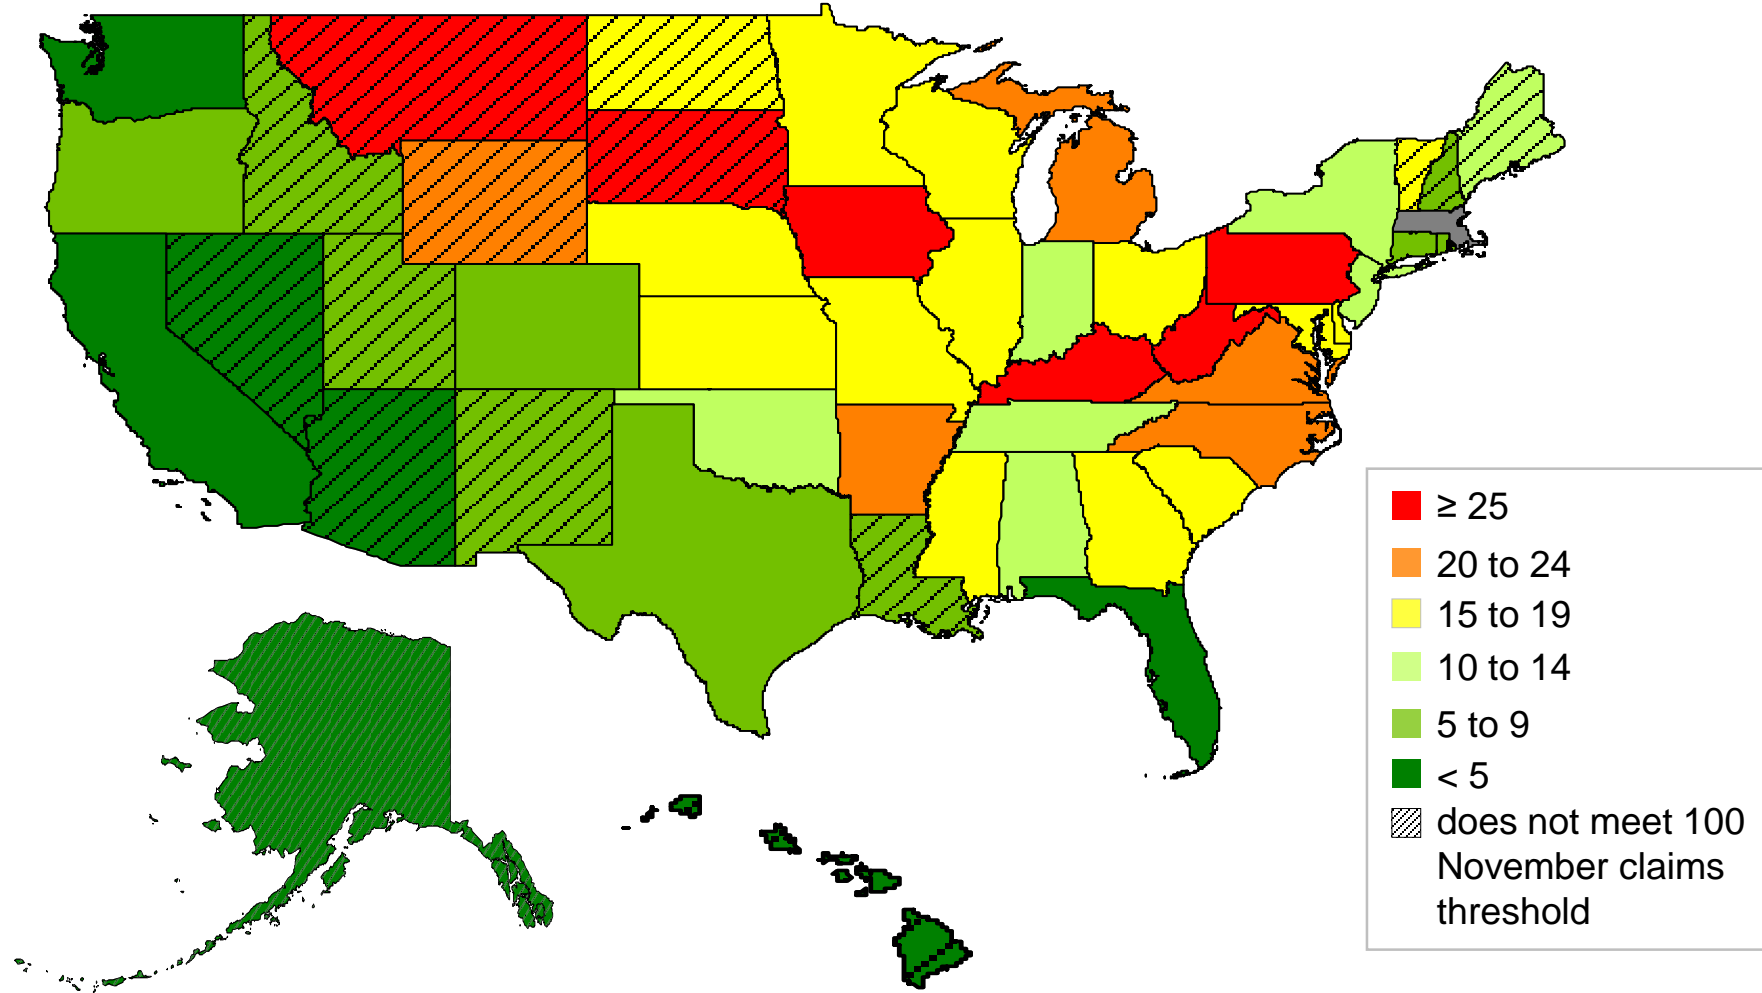 ≥ 25
20 to 24
15 to 19
10 to 14
5 to 9
< 5
does not meet 100
November claims
threshold